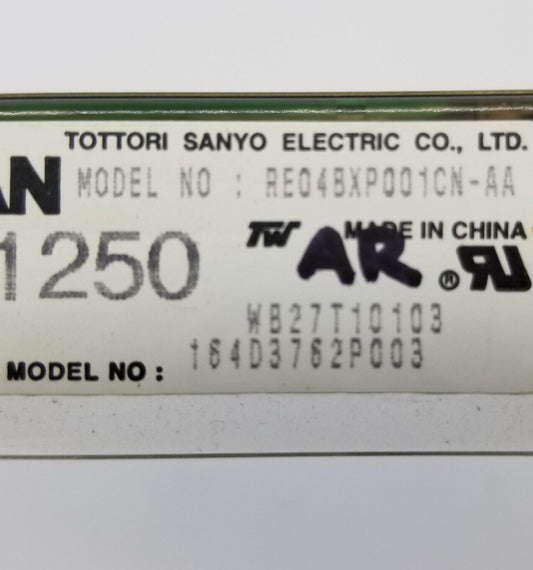 TOTTORI SANYO ELECTRIC CO., LTD.
AN MODEL NO : RE04BXP001CN-AA
1250 TW MADE IN CHINA
AR ® RU
WB27T10103
MODEL NO : 164D3762P003